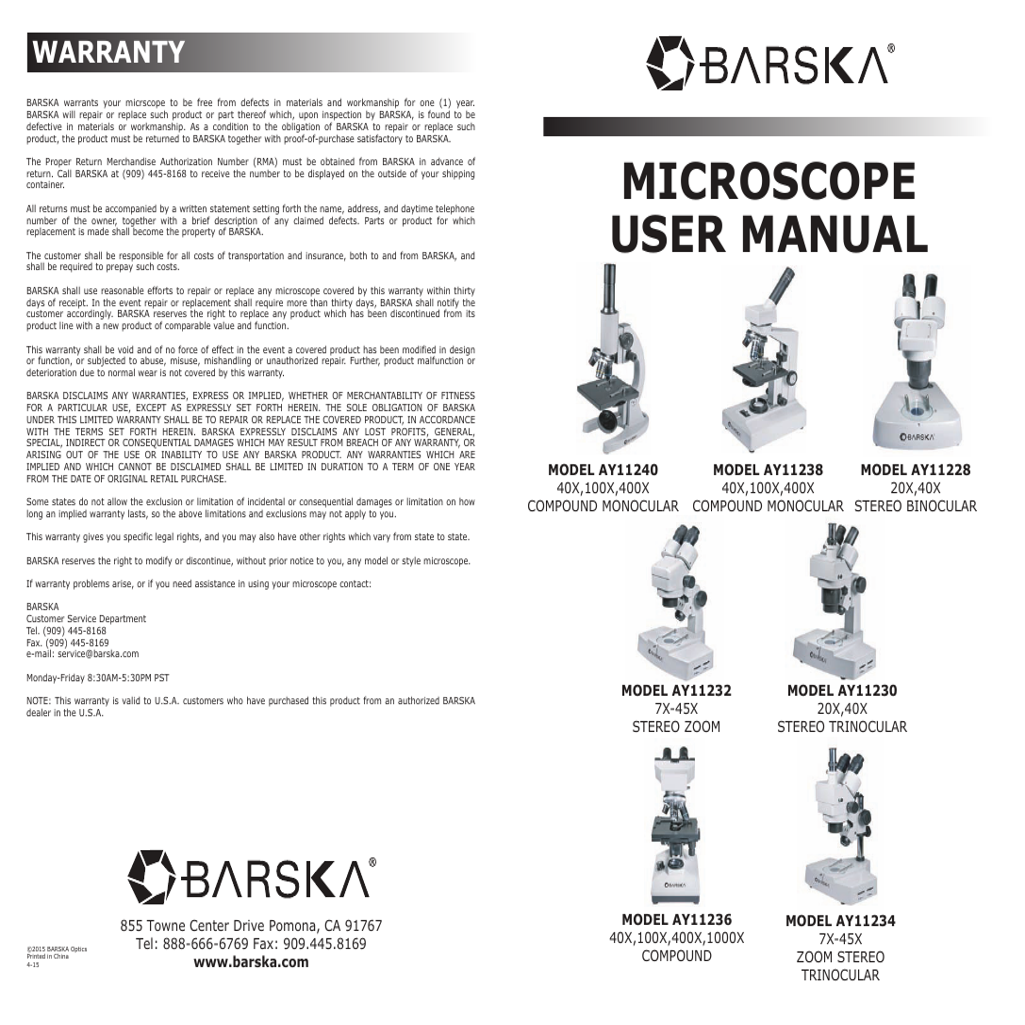 WARRANTY
BARSKA warrants your micrscope to be free from defects in materials and workmanship for one (1) year.
BARSKA will repair or replace such product or part thereof which, upon inspection by BARSKA, is found to be
defective in materials or workmanship. As a condition to the obligation of BARSKA to repair or replace such
product, the product must be returned to BARSKA together with proof-of-purchase satisfactory to BARSKA.
The Proper Return Merchandise Authorization Number (RMA) must be obtained from BARSKA in advance of
return. Call BARSKA at (909) 445-8168 to receive the number to be displayed on the outside of your shipping
container.
All returns must be accompanied by a written statement setting forth the name, address, and daytime telephone
number of the owner, together with a brief description of any claimed defects. Parts or product for which
replacement is made shall become the property of BARSKA.
The customer shall be responsible for all costs of transportation and insurance, both to and from BARSKA, and
shall be required to prepay such costs.
BARSKA shall use reasonable efforts to repair or replace any microscope covered by this warranty within thirty
days of receipt. In the event repair or replacement shall require more than thirty days, BARSKA shall notify the
customer accordingly. BARSKA reserves the right to replace any product which has been discontinued from its
product line with a new product of comparable value and function.
This warranty shall be void and of no force of effect in the event a covered product has been modified in design
or function, or subjected to abuse, misuse, mishandling or unauthorized repair. Further, product malfunction or
deterioration due to normal wear is not covered by this warranty.
BARSKA DISCLAIMS ANY WARRANTIES, EXPRESS OR IMPLIED, WHETHER OF MERCHANTABILITY OF FITNESS
FOR A PARTICULAR USE, EXCEPT AS EXPRESSLY SET FORTH HEREIN. THE SOLE OBLIGATION OF BARSKA
UNDER THIS LIMITED WARRANTY SHALL BE TO REPAIR OR REPLACE THE COVERED PRODUCT, IN ACCORDANCE
WITH THE TERMS SET FORTH HEREIN. BARSKA EXPRESSLY DISCLAIMS ANY LOST PROFITS, GENERAL,
SPECIAL, INDIRECT OR CONSEQUENTIAL DAMAGES WHICH MAY RESULT FROM BREACH OF ANY WARRANTY, OR
ARISING OUT OF THE USE OR INABILITY TO USE ANY BARSKA PRODUCT. ANY WARRANTIES WHICH ARE
IMPLIED AND WHICH CANNOT BE DISCLAIMED SHALL BE LIMITED IN DURATION TO A TERM OF ONE YEAR
FROM THE DATE OF ORIGINAL RETAIL PURCHASE.
Some states do not allow the exclusion or limitation of incidental or consequential damages or limitation on how
long an implied warranty lasts, so the above limitations and exclusions may not apply to you.
This warranty gives you specific legal rights, and you may also have other rights which vary from state to state.
BARSKA reserves the right to modify or discontinue, without prior notice to you, any model or style microscope.
If warranty problems arise, or if you need assistance in using your microscope contact:
BARSKA
Customer Service Department
Tel. (909) 445-8168
Fax. (909) 445-8169
e-mail: service@barska.com
Monday-Friday 8:30AM-5:30PM PST
NOTE: This warranty is valid to U.S.A. customers who have purchased this product from an authorized BARSKA
dealer in the U.S.A.
BARSKA®
855 Towne Center Drive Pomona, CA 91767
Tel: 888-666-6769 Fax: 909.445.8169
www.barska.com
©2015 BARSKA Optics
Printed in China
4-15
BARSKA®
MICROSCOPE
USER MANUAL
BARSKA
MODEL AY11240
40X,100X,400X
COMPOUND MONOCULAR
MODEL AY11238
40X,100X,400X
COMPOUND MONOCULAR
MODEL AY11228
20X,40X
STEREO BINOCULAR
BARSKA
BARSKA
MODEL AY11232
7X-45X
STEREO ZOOM
MODEL AY11230
20X,40X
STEREO TRINOCULAR
BARSKA
BARSKA
MODEL AY11236
40X,100X,400X,1000X
COMPOUND
MODEL AY11234
7X-45X
ZOOM STEREO
TRINOCULAR